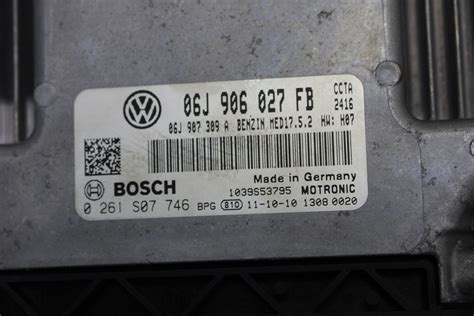 06J 906 027 FB CCTA
2416
06J 907 309 A BENZIN MED17.5.2 HW: H07
Made in Germany
BOSCH 1039S53795 MOTRONIC
0 261 S07 746 BPG 810 11-10-10 1308 0020